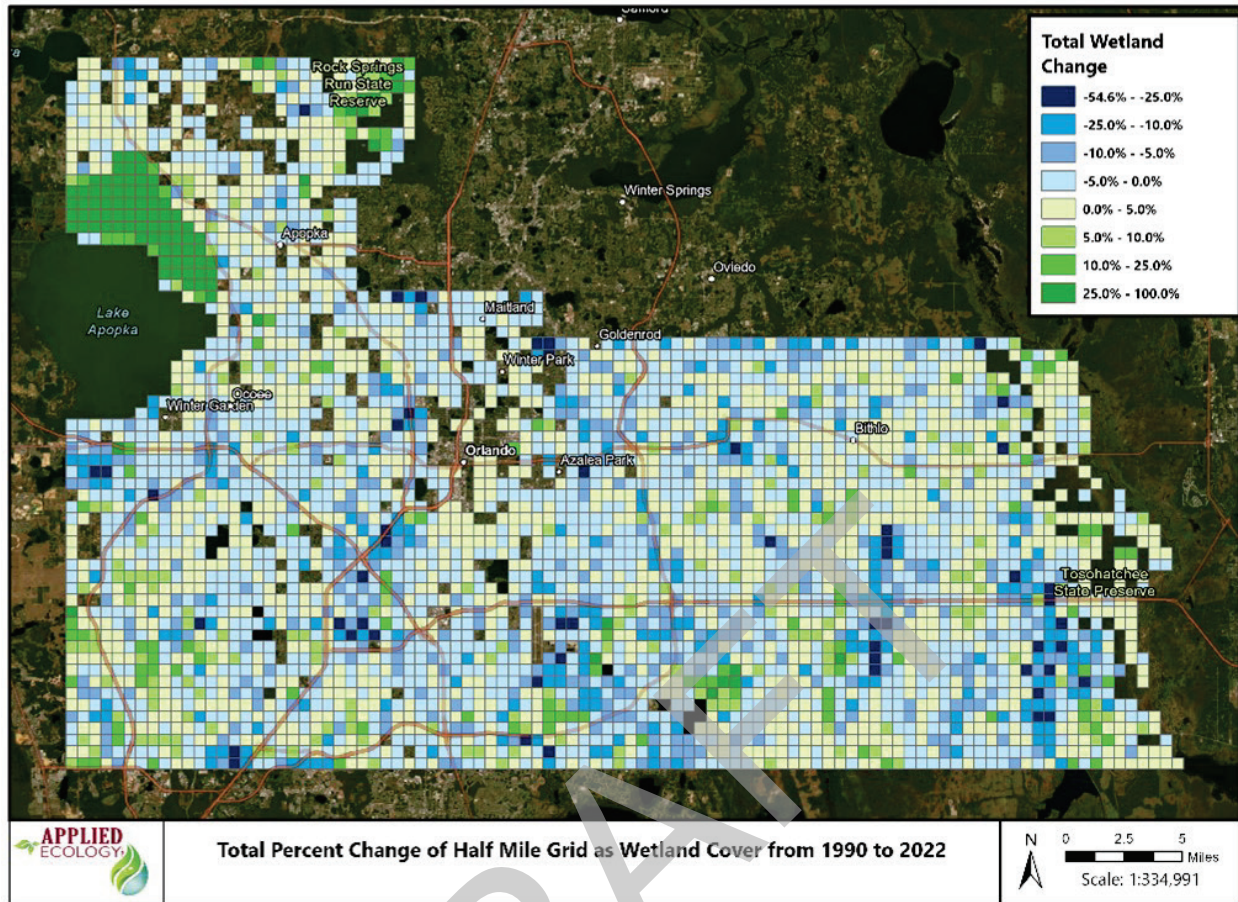 Sanford
Rock Springs
Run State
Reserve
Winter Springs
Apopka
Oviedo
Lake
Apopka
Maitland
Goldenrod
Winter Park
Ocoee
Winter Garden
Bithlo
Orlando
Azalea Park
Tosohatchee
State Preserve
Total Wetland
Change
-54.6% - -25.0%
-25.0% - -10.0%
-10.0% - -5.0%
-5.0% - 0.0%
0.0% - 5.0%
5.0% - 10.0%
10.0% - 25.0%
25.0% - 100.0%
DRAFT
APPLIED
ECOLOGY
Total Percent Change of Half Mile Grid as Wetland Cover from 1990 to 2022
N
0 2.5 5
Miles
Scale: 1:334,991